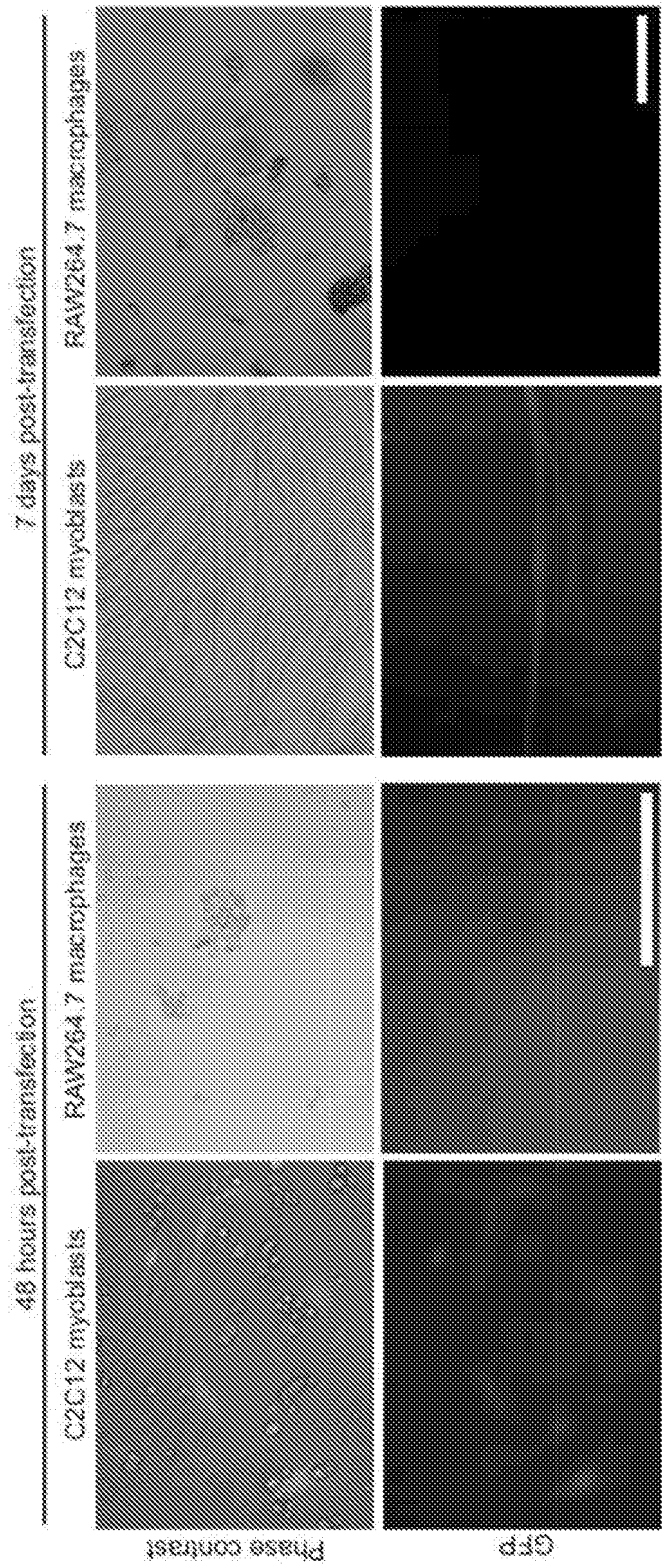 48 hours post-transfection
7 days post-transfection
C2C12 myoblasts
RAW264.7 macrophages
C2C12 myoblasts
RAW264.7 macrophages
Phase contrast
GFP